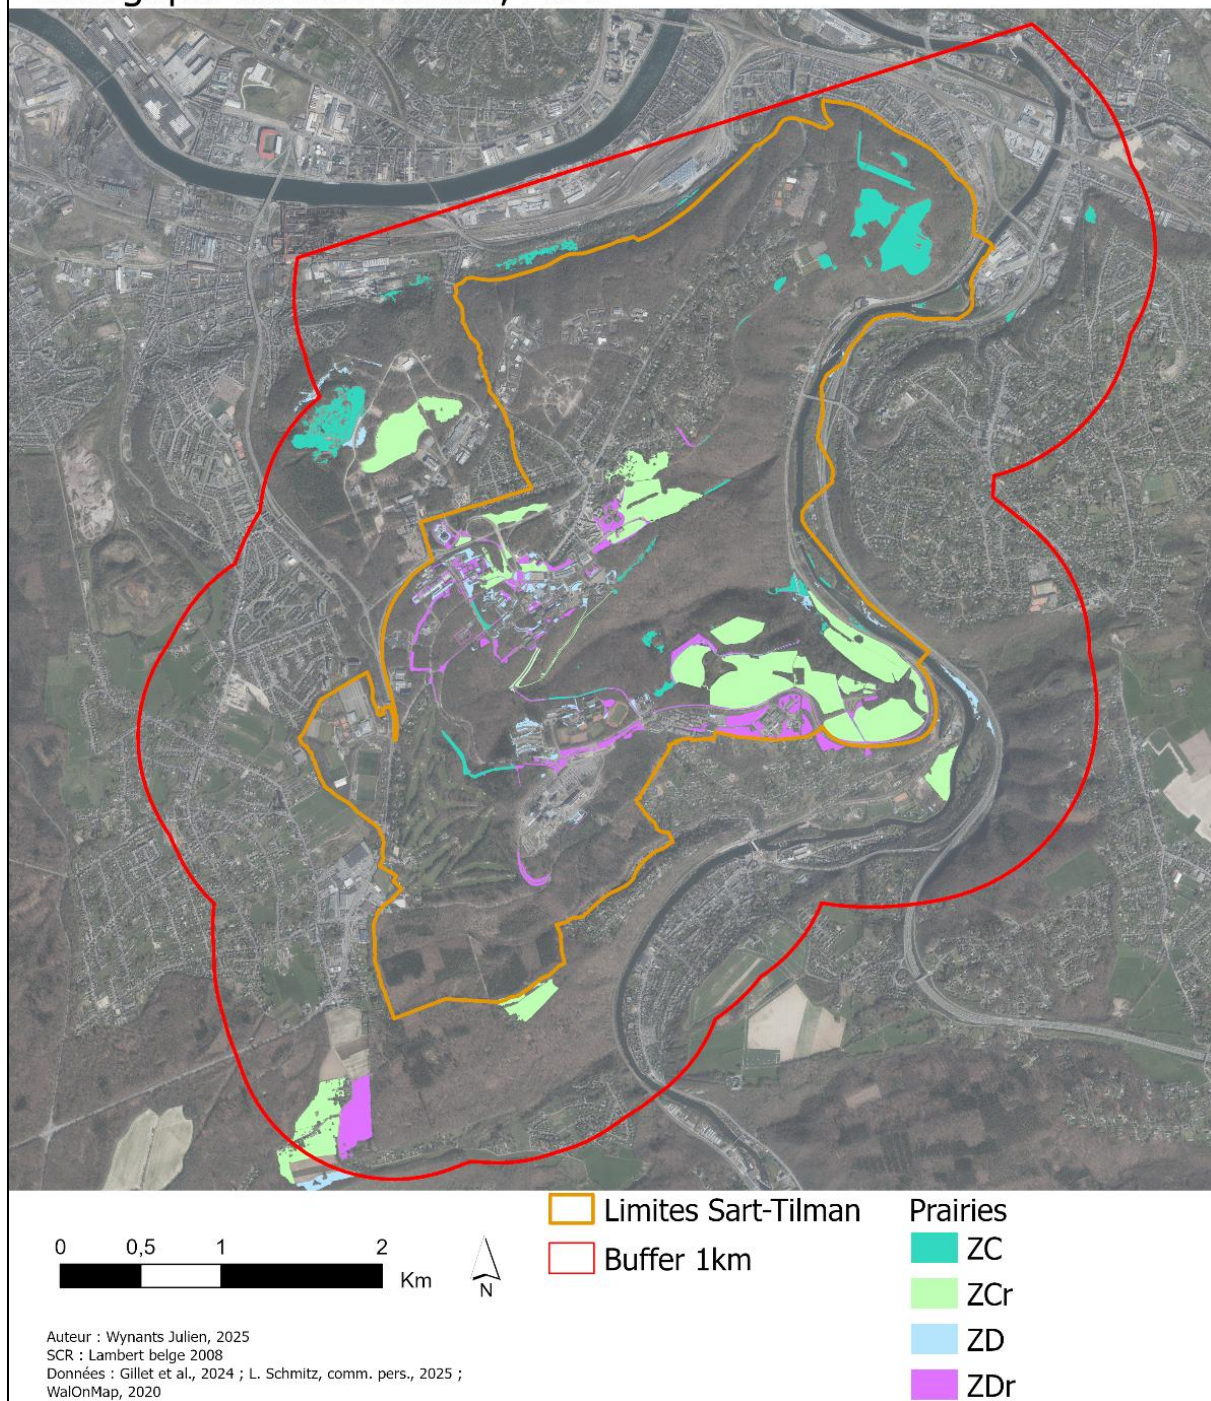 Limites Sart-Tilman
Buffer 1km
Prairies
ZC
ZCr
ZD
ZDr
0 0,5 1 2
Km
N
Auteur : Wynants Julien, 2025
SCR : Lambert belge 2008
Données : Gillet et al., 2024 ; L. Schmitz, comm. pers., 2025 ;
WalOnMap, 2020